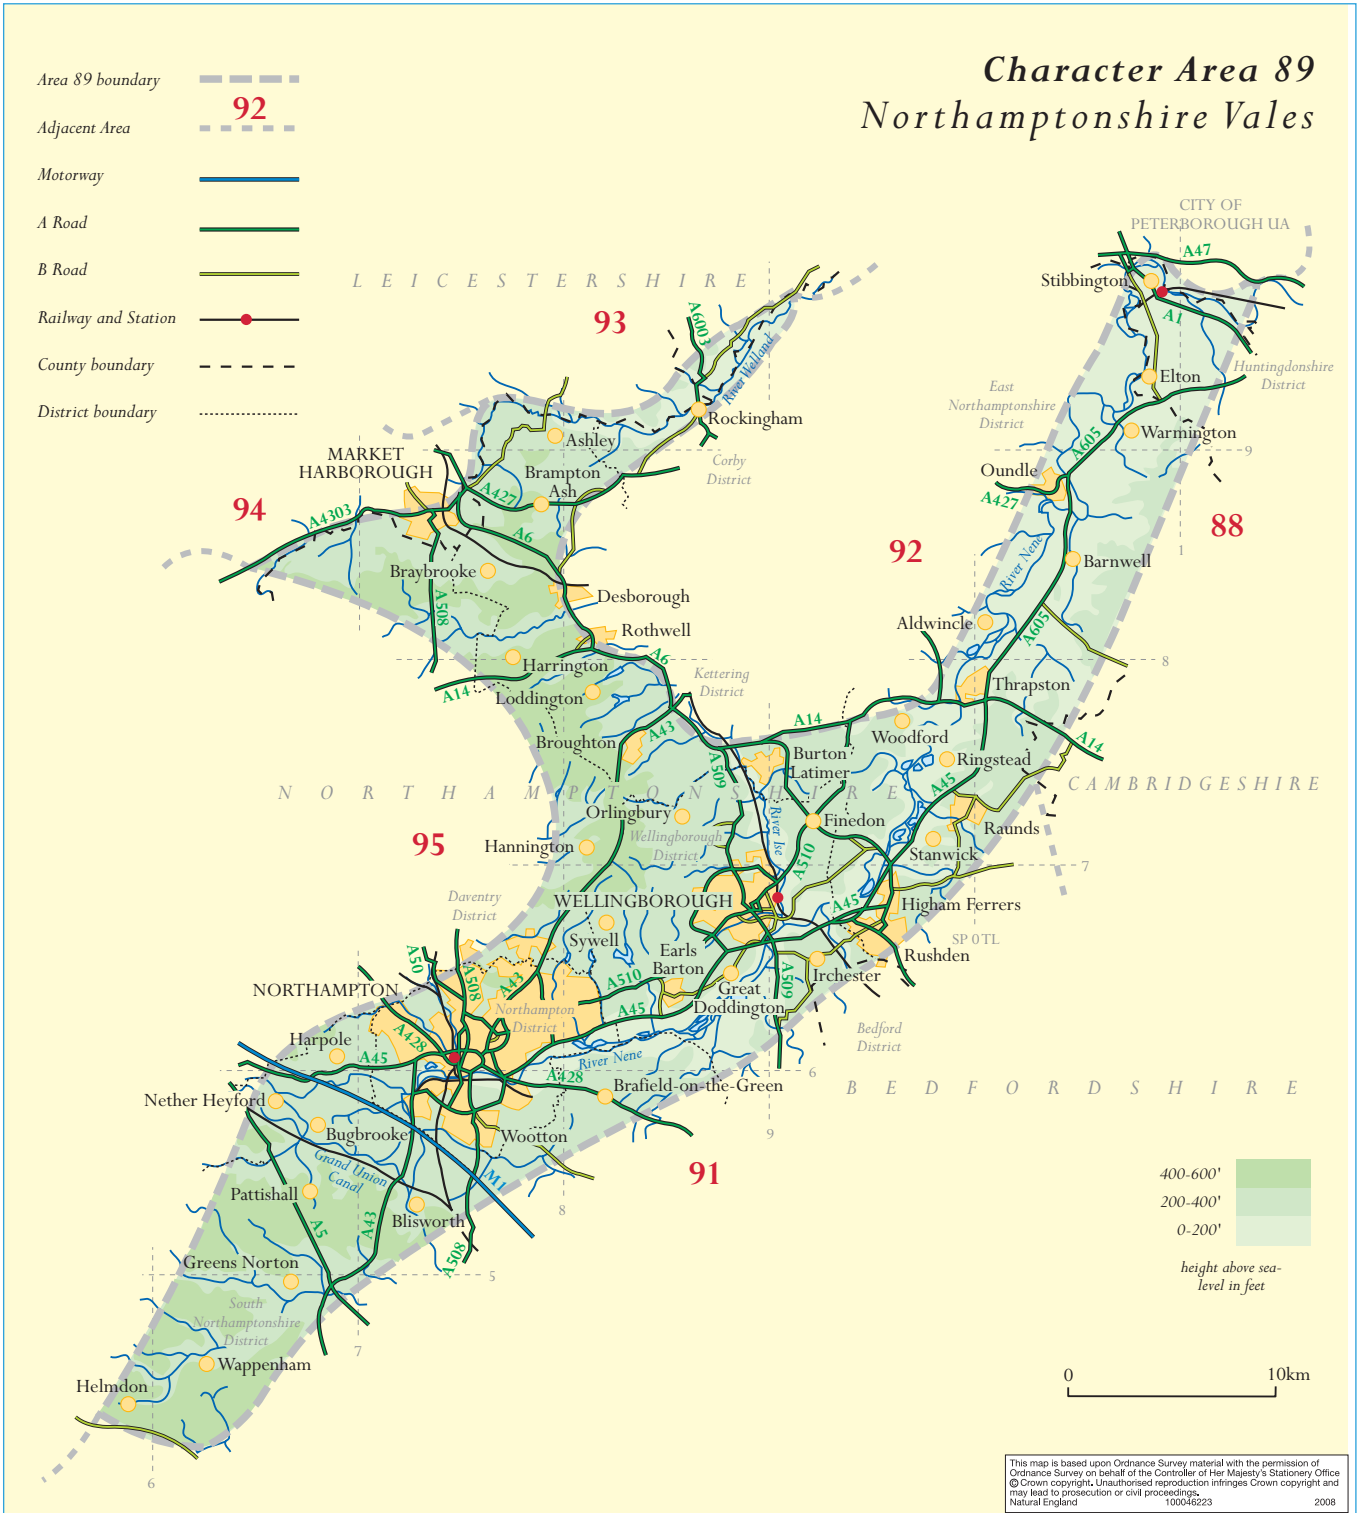 Character Area 89
Northamptonshire Vales
Area 89 boundary
92
Adjacent Area
Motorway
A Road
B Road
Railway and Station
County boundary
District boundary
CITY OF
PETERBOROUGH UA
A47
Stibbington
A1
LEICESTERSHIRE
93
A6003
River Welland
Huntingdonshire
District
Elton
East
Northamptonshire
District
88
Rockingham
Ashley
Warmington
9
A605
MARKET
HARBOROUGH
Corby
District
Brampton
Ash
Oundle
A427
A427
94
A4303
A6
92
1
River Nene
Barnwell
Braybrooke
A508
Desborough
Aldwincle
A605
Rothwell
A6
Harrington
8
Kettering
District
Thrapston
A14
Loddington
A14
A43
Woodford
A14
Broughton
Burton
Latimer
A509
Ringstead
A45
NORTHAMPTONSHIRE
CAMBRIDGESHIRE
Orlingbury
River Ise
Finedon
Raunds
95
Hannington
Wellingborough
District
Stanwick
A510
7
Daventry
District
WELLINGBOROUGH
A45
Higham Ferrers
Sywell
SP 0 TL
Earls
Barton
Rushden
A50
A508
A43
A510
Irchester
A509
NORTHAMPTON
Great
Doddington
Northampton
District
A45
Bedford
District
Harpole
A428
A45
River Nene
6
A428
Brafield-on-the-Green
BEDFORDSHIRE
Nether Heyford
Bugbrooke
Wootton
9
Grand Union
Canal
M1
91
Pattishall
400-600'
200-400'
0-200'
height above sea-
level in feet
A5
A43
Blisworth
8
A508
Greens Norton
5
South
Northamptonshire
District
7
Wappenham
Helmdon
0
10km
6
This map is based upon Ordnance Survey material with the permission of
Ordnance Survey on behalf of the Controller of Her Majesty's Stationery Office
© Crown copyright. Unauthorised reproduction infringes Crown copyright and
may lead to prosecution or civil proceedings.
Natural England 100046223 2008